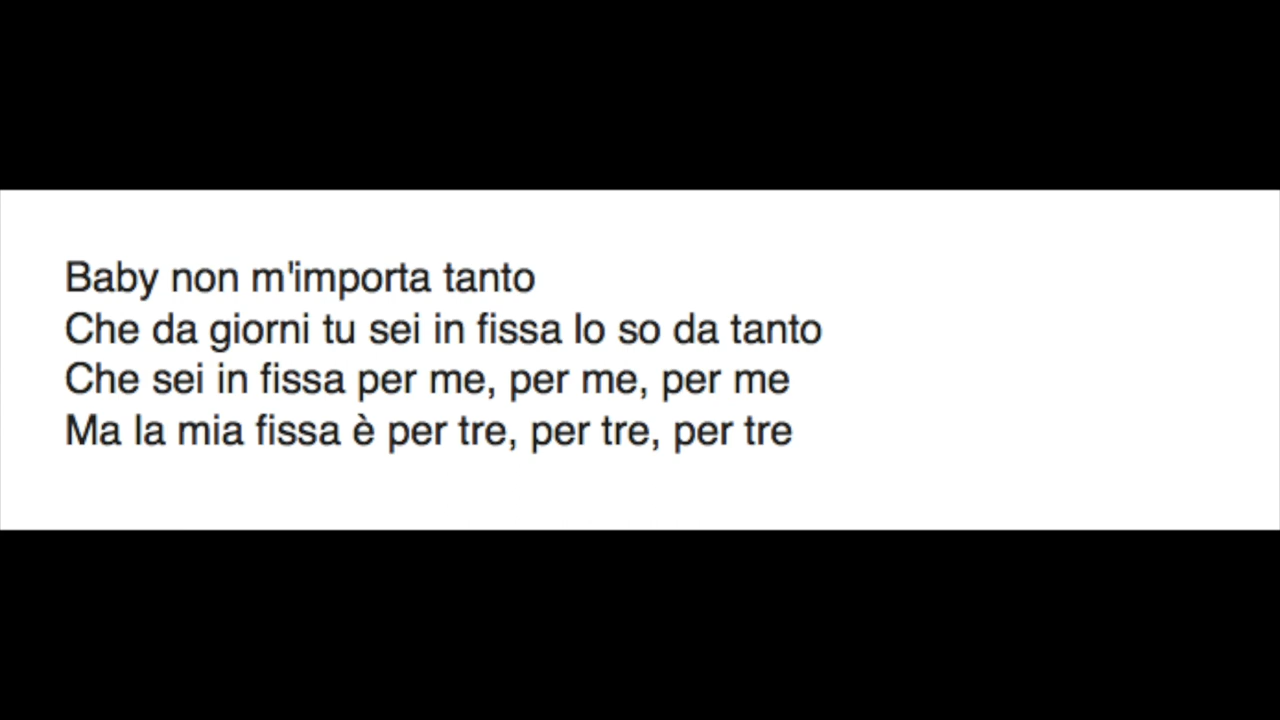 Baby non m'importa tanto
Che da giorni tu sei in fissa lo so da tanto
Che sei in fissa per me, per me, per me
Ma la mia fissa è per tre, per tre, per tre